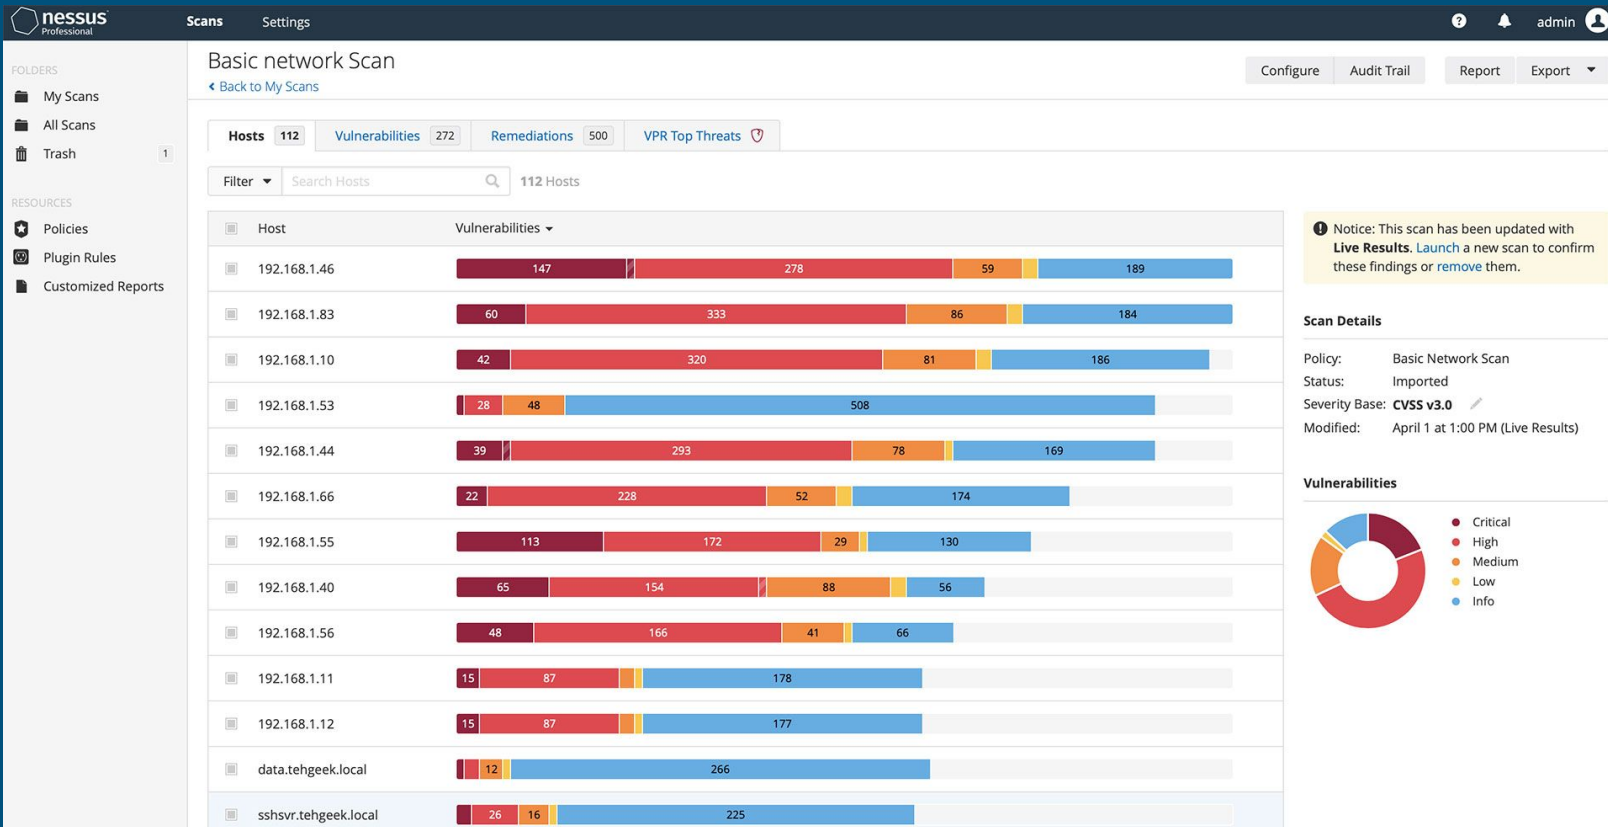 nessus
Professional
Scans
Settings
?
admin
FOLDERS
My Scans
All Scans
Trash
1
RESOURCES
Policies
Plugin Rules
Customized Reports
Basic network Scan
Back to My Scans
Configure
Audit Trail
Report
Export
Hosts 112
Vulnerabilities 272
Remediations 500
VPR Top Threats
Filter
Search Hosts
112 Hosts
Host Vulnerabilities
192.168.1.46 147 278 59 189
192.168.1.83 60 333 86 184
192.168.1.10 42 320 81 186
192.168.1.53 28 48 508
192.168.1.44 39 293 78 169
192.168.1.66 22 228 52 174
192.168.1.55 113 172 29 130
192.168.1.40 65 154 88 56
192.168.1.56 48 166 41 66
192.168.1.11 15 87 178
192.168.1.12 15 87 177
data.tehgeek.local 12 266
sshsvr.tehgeek.local 26 16 225
Notice: This scan has been updated with
Live Results. Launch a new scan to confirm
these findings or remove them.
Scan Details
Policy: Basic Network Scan
Status: Imported
Severity Base: CVSS v3.0
Modified: April 1 at 1:00 PM (Live Results)
Vulnerabilities
Critical
High
Medium
Low
Info